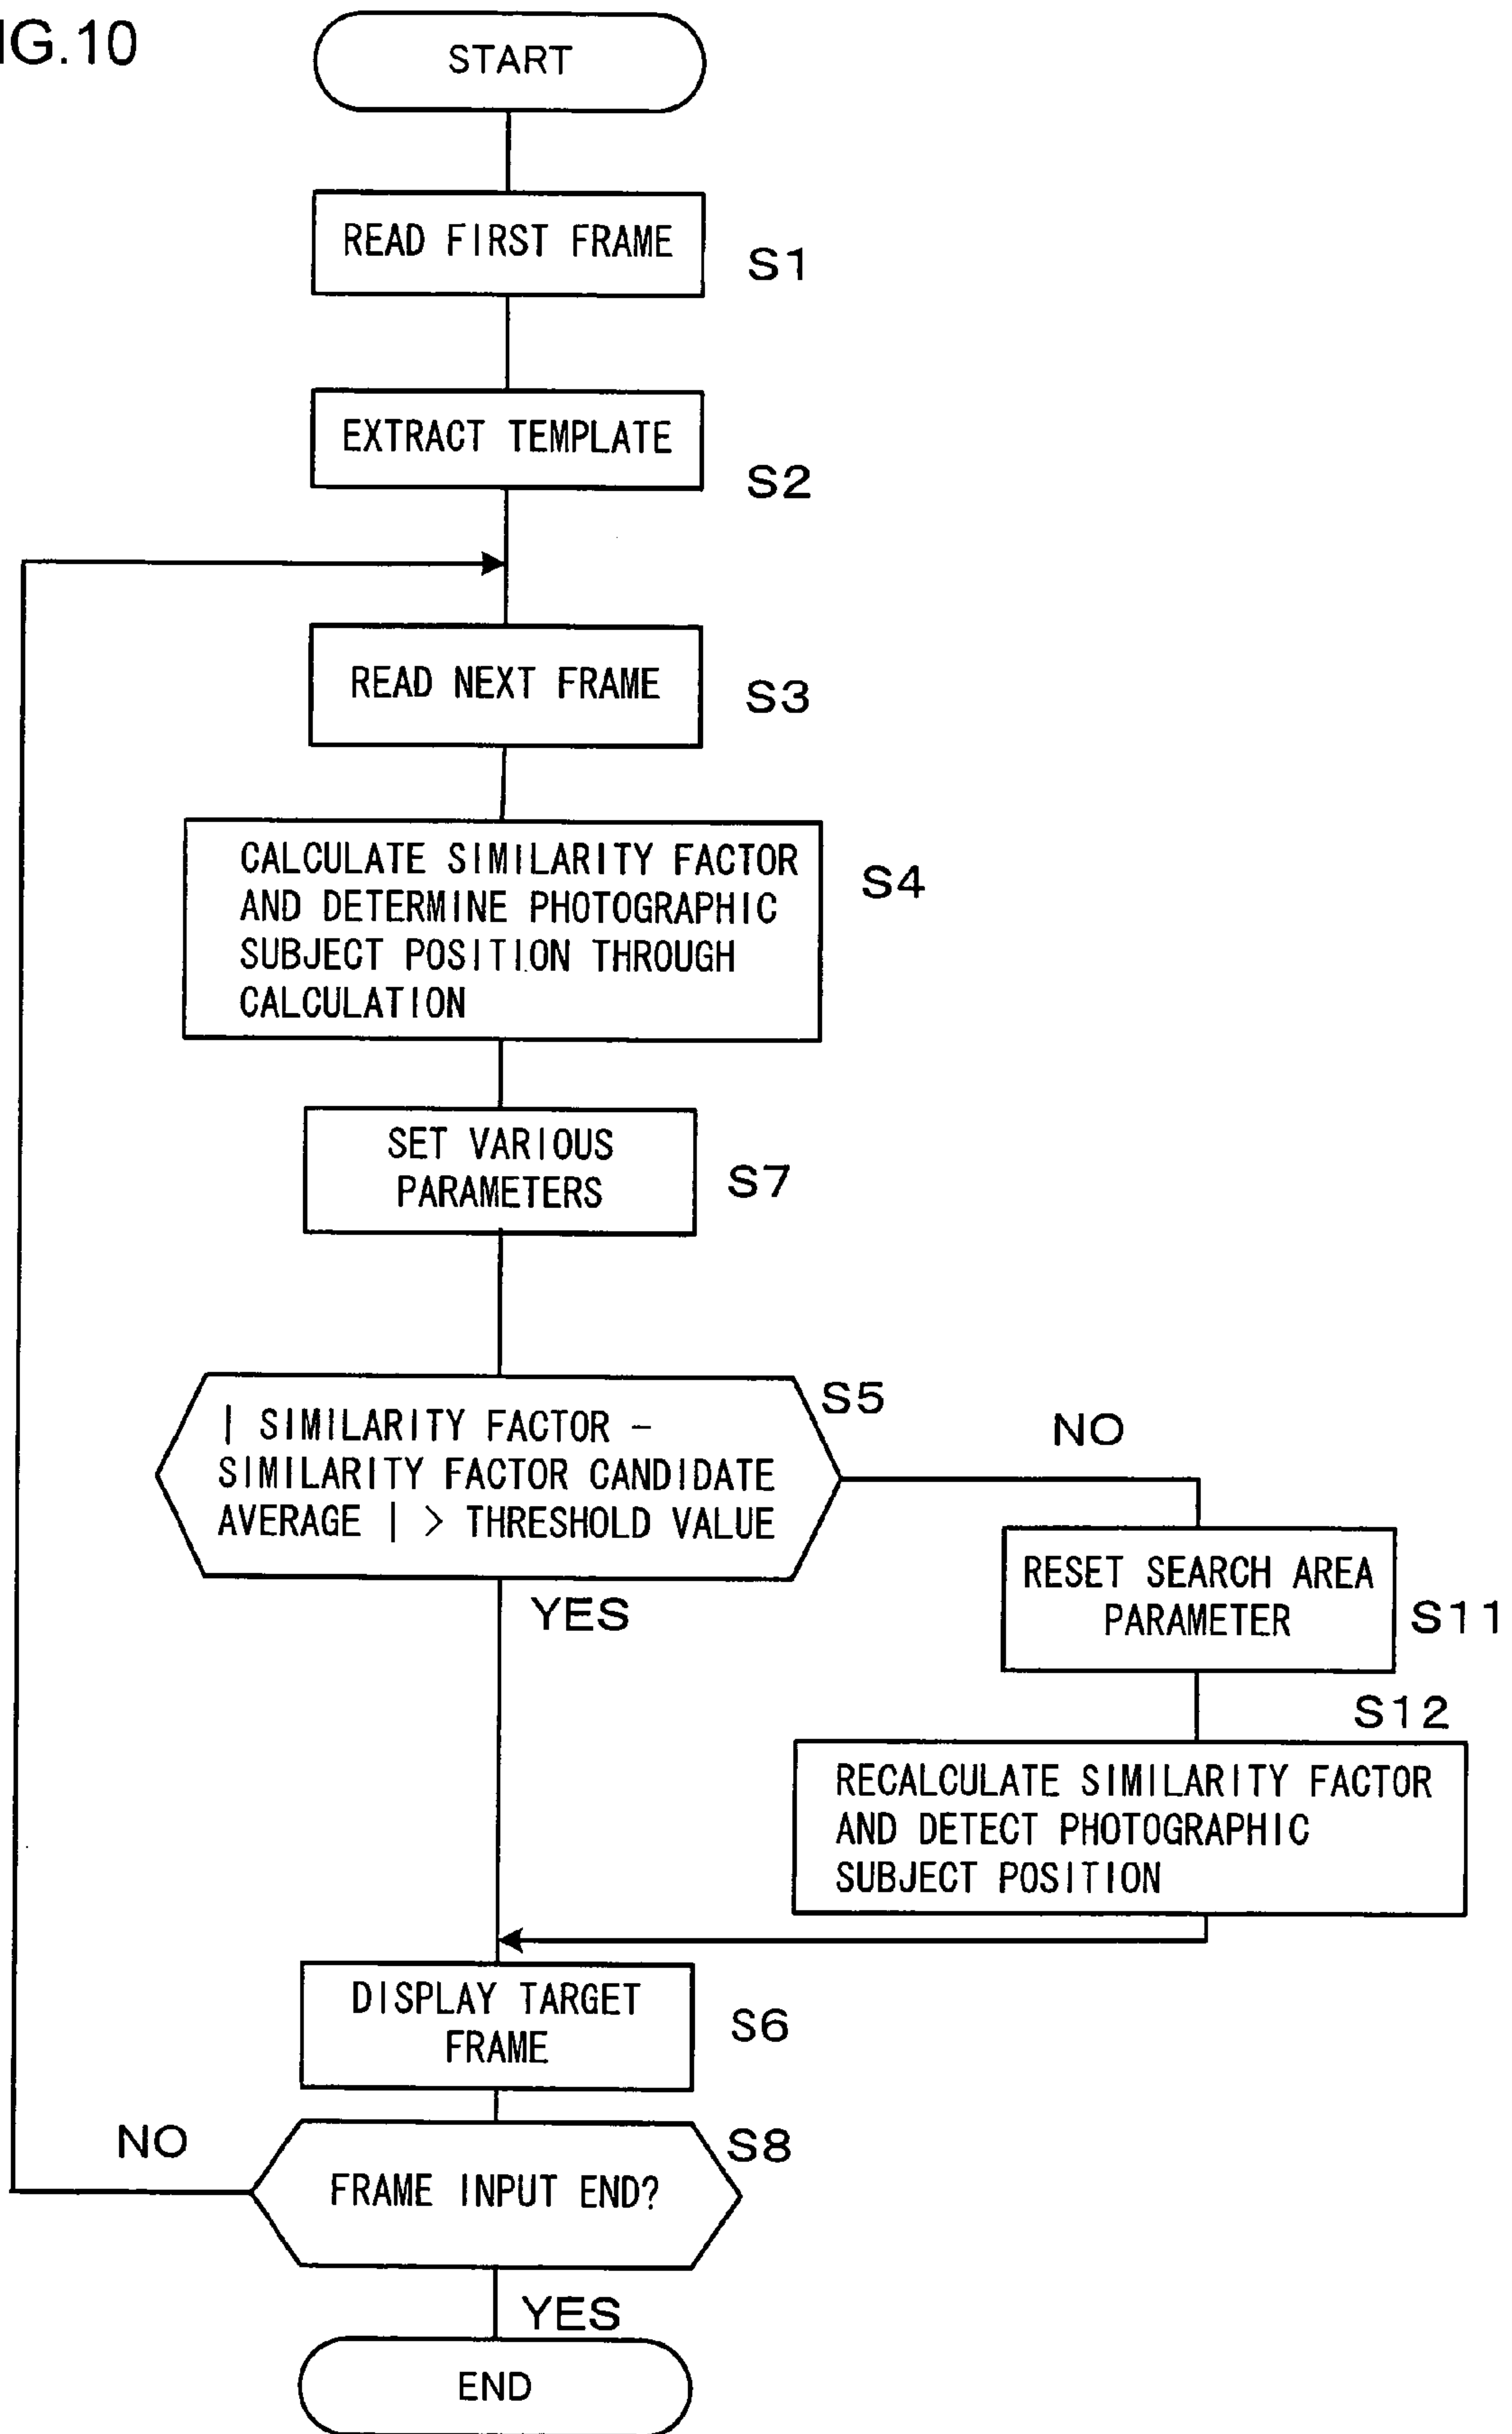 IG.10
START
READ FIRST FRAME
S1
EXTRACT TEMPLATE
S2
READ NEXT FRAME
S3
CALCULATE SIMILARITY FACTOR
AND DETERMINE PHOTOGRAPHIC
SUBJECT POSITION THROUGH
CALCULATION
S4
SET VARIOUS
PARAMETERS
S7
| SIMILARITY FACTOR -
SIMILARITY FACTOR CANDIDATE
AVERAGE | > THRESHOLD VALUE
S5
NO
YES
RESET SEARCH AREA
PARAMETER
S11
S12
RECALCULATE SIMILARITY FACTOR
AND DETECT PHOTOGRAPHIC
SUBJECT POSITION
DISPLAY TARGET
FRAME
S6
NO
S8
FRAME INPUT END?
YES
END